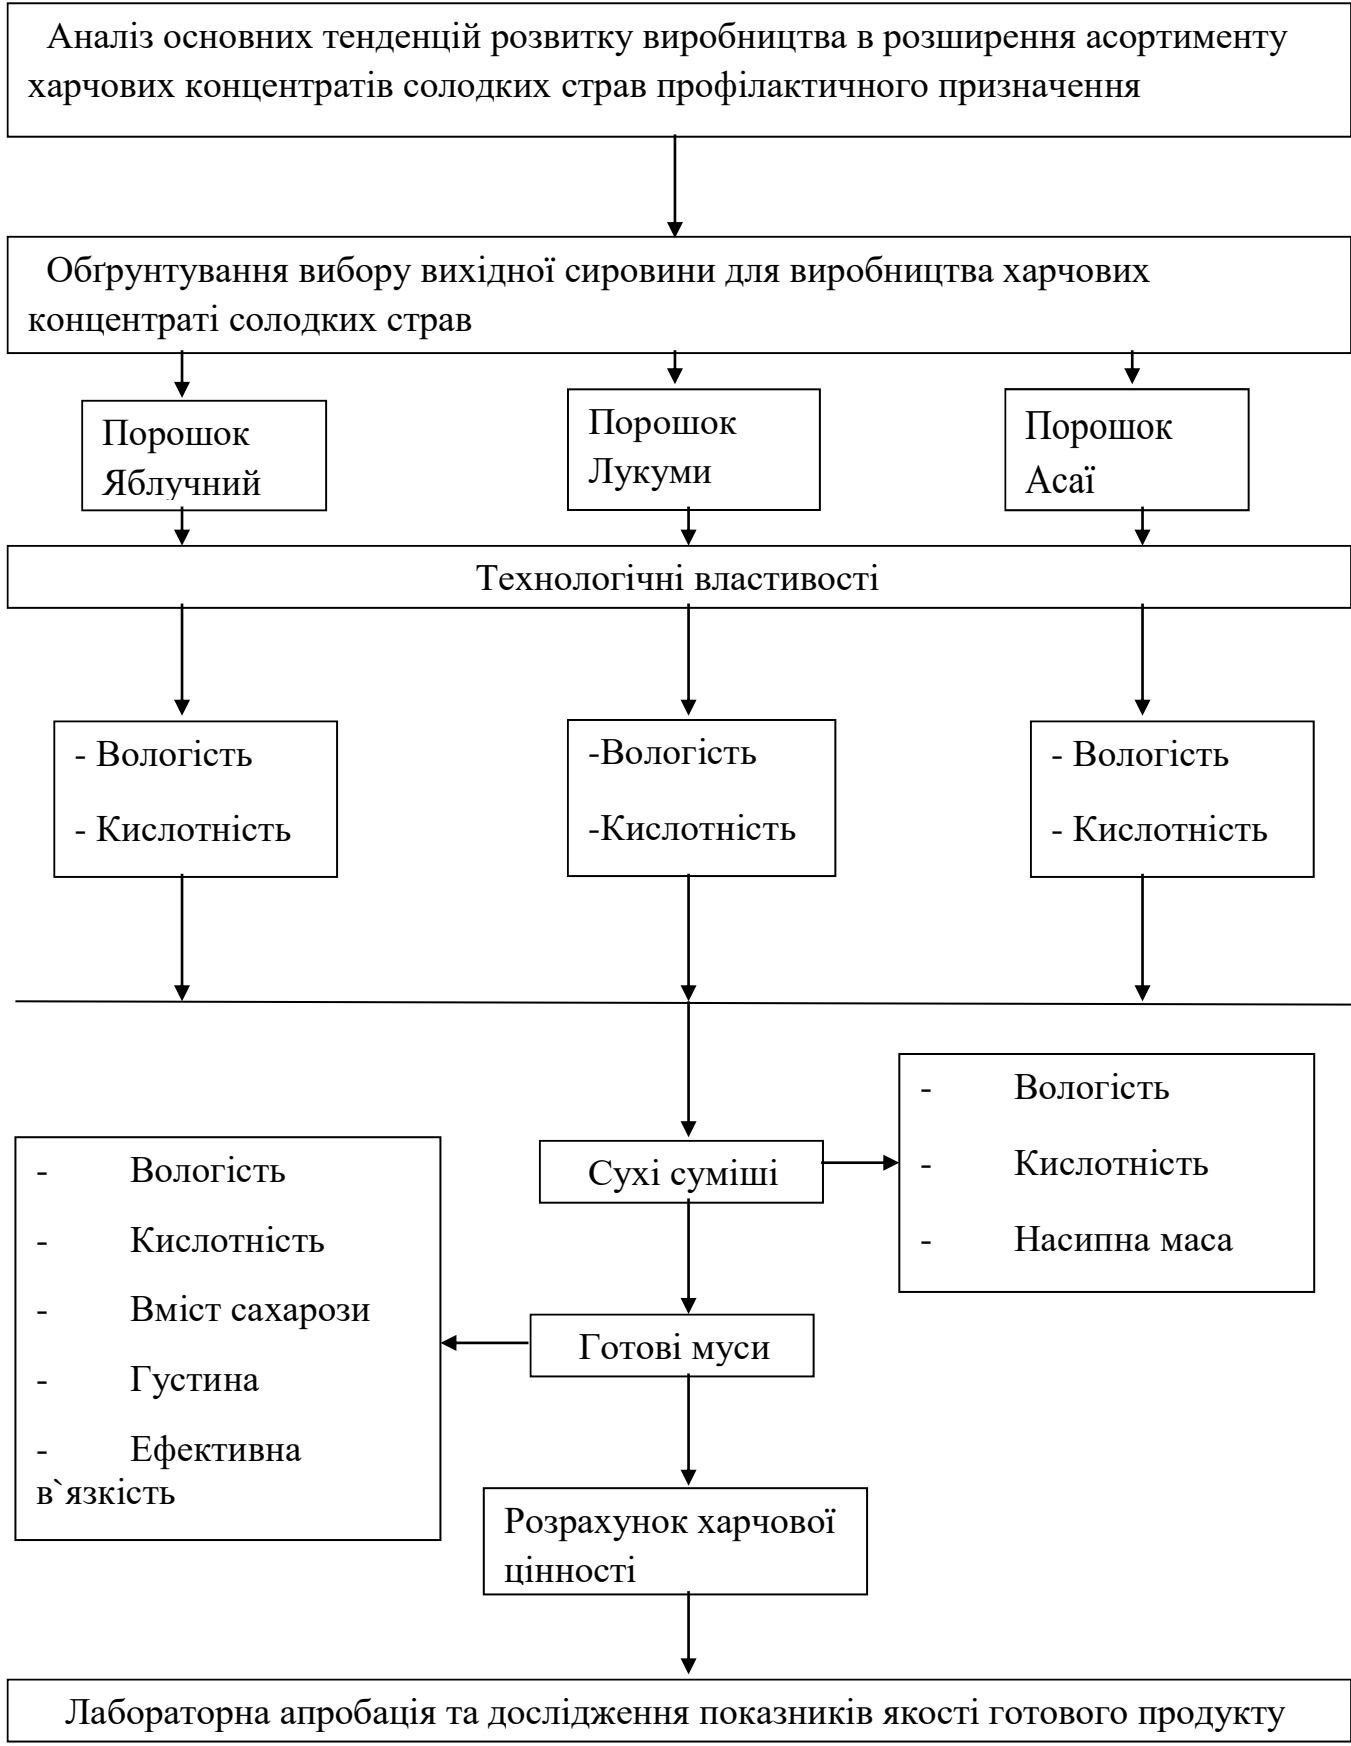 Аналіз основних тенденцій розвитку виробництва в розширення асортименту
харчових концентратів солодких страв профілактичного призначення
Обґрунтування вибору вихідної сировини для виробництва харчових
концентраті солодких страв
Порошок
Яблучний
Порошок
Лукуми
Порошок
Асаї
Технологічні властивості
- Вологість
- Кислотність
-Вологість
-Кислотність
- Вологість
- Кислотність
Сухі суміші
- Вологість
- Кислотність
- Насипна маса
- Вологість
- Кислотність
- Вміст сахарози
- Густина
- Ефективна
в`язкість
Готові муси
Розрахунок харчової
цінності
Лабораторна апробація та дослідження показників якості готового продукту